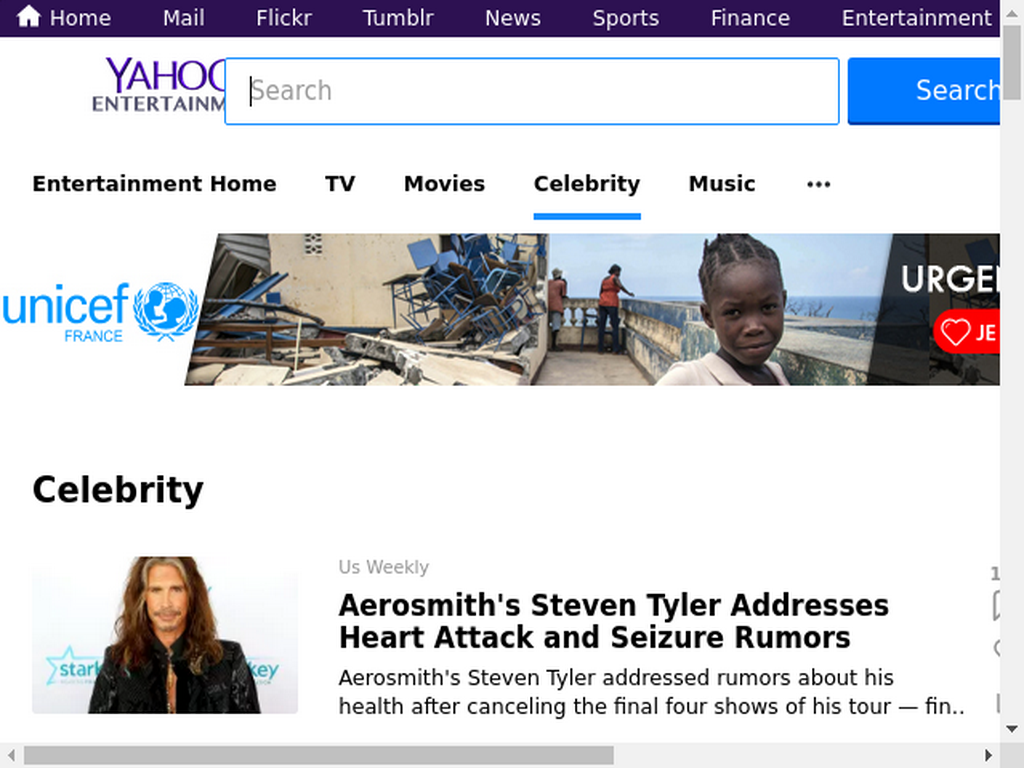 Home Mail Flickr Tumblr News Sports Finance Entertainment
YAHOO
ENTERTAINM
Search
Search
Entertainment Home TV Movies Celebrity Music •••
unicef
FRANCE
URGE
JE
Celebrity
Us Weekly
Aerosmith's Steven Tyler Addresses
Heart Attack and Seizure Rumors
Aerosmith's Steven Tyler addressed rumors about his
health after canceling the final four shows of his tour — fin..
stark
key